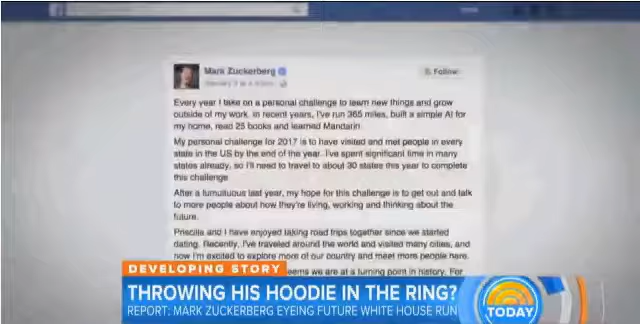 Mark Zuckerberg
Follow
Every year I take on a personal challenge to learn new things and grow
outside of my work. In recent years, I've run 365 miles, built a simple AI for
my home, read 25 books and learned Mandarin.
My personal challenge for 2017 is to have visited and met people in every
state in the US by the end of the year. I've spent significant time in many
states already, so I'll need to travel to about 30 states this year to complete
this challenge
After a tumultuous last year, my hope for this challenge is to get out and talk
to more people about how they're living, working and thinking about the
future.
Priscilla and I have enjoyed taking road trips together since we started
dating. Recently, I've traveled around the world and visited many cities, and
now I'm excited to explore more of our country and meet more people here.
seems we are at a turning point in history. For
DEVELOPING STORY
THROWING HIS HOODIE IN THE RING?
REPORT: MARK ZUCKERBERG EYEING FUTURE WHITE HOUSE RUN
TODAY